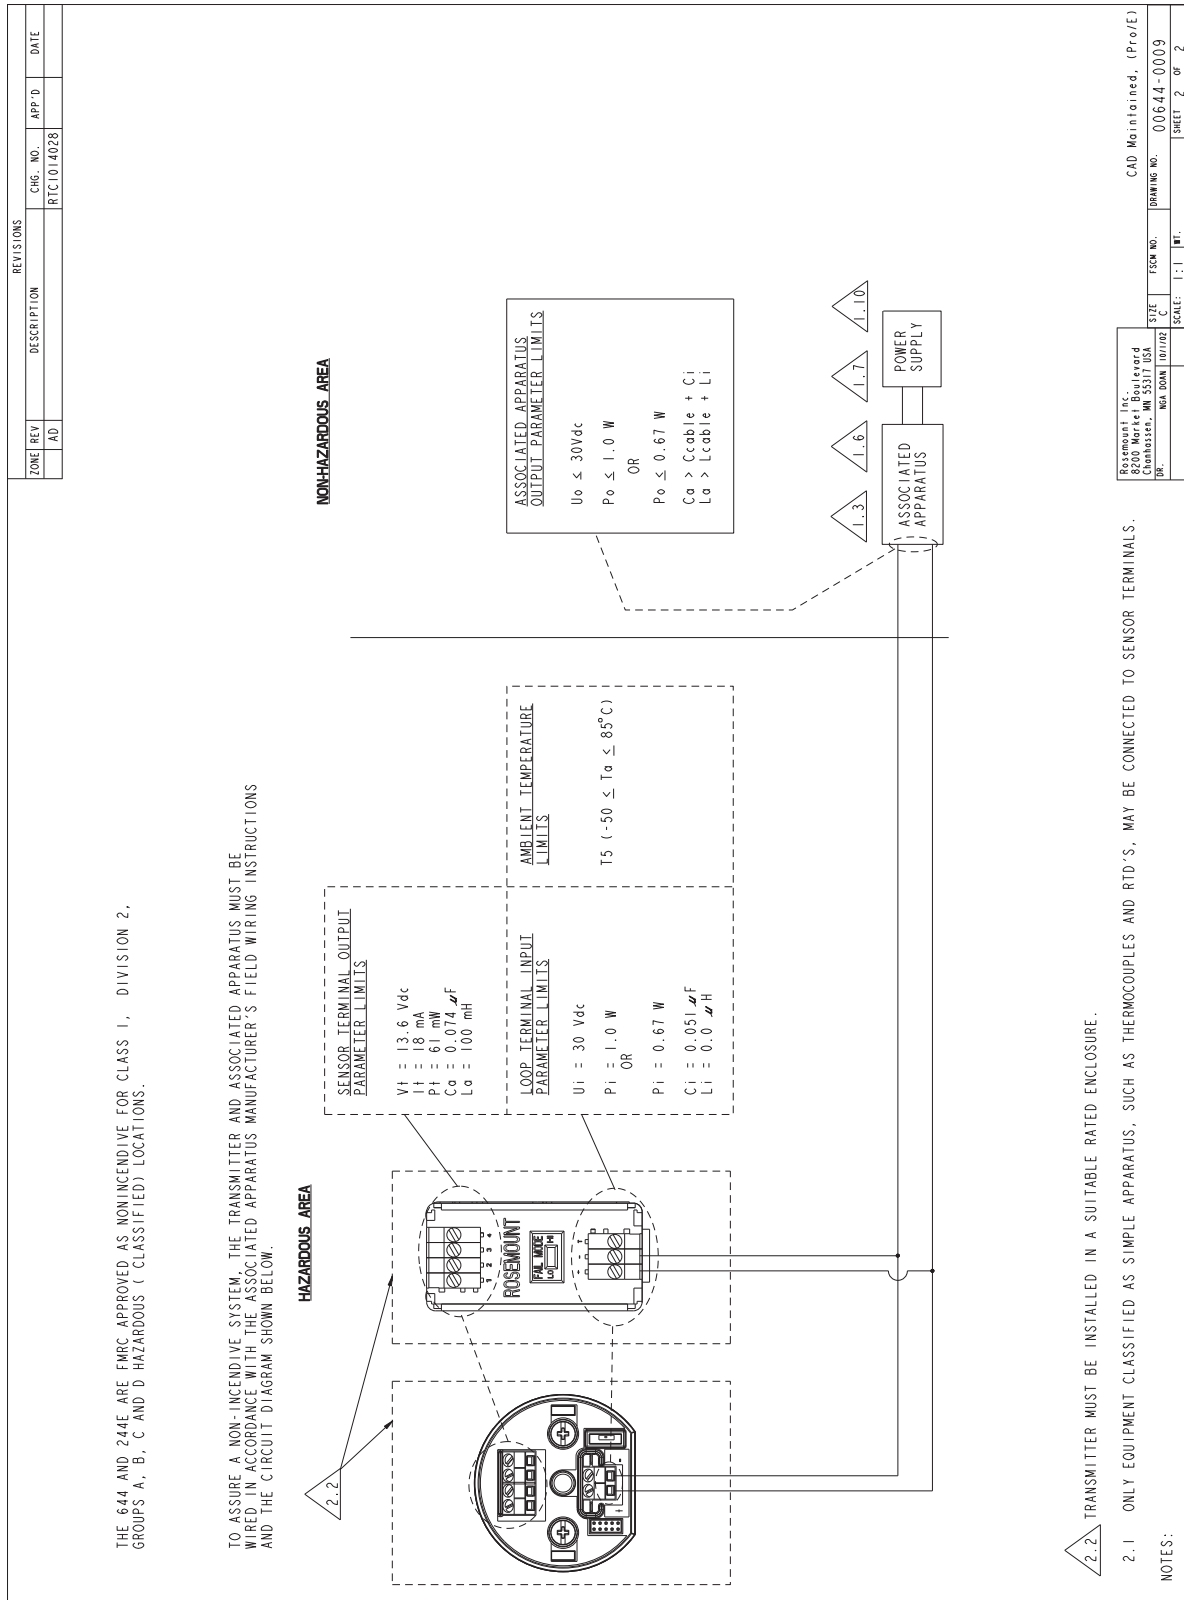 REVISIONS
ZONE REV DESCRIPTION CHG. NO. APP'D DATE
AD RTC1014028
THE 644 AND 244E ARE FMRC APPROVED AS NONINCENDIVE FOR CLASS I, DIVISION 2,
GROUPS A, B, C AND D HAZARDOUS ( CLASSIFIED) LOCATIONS.
TO ASSURE A NON-INCENDIVE SYSTEM, THE TRANSMITTER AND ASSOCIATED APPARATUS MUST BE
WIRED IN ACCORDANCE WITH THE ASSOCIATED APPARATUS MANUFACTURER'S FIELD WIRING INSTRUCTIONS
AND THE CIRCUIT DIAGRAM SHOWN BELOW.
HAZARDOUS AREA
NON-HAZARDOUS AREA
2.2
SENSOR TERMINAL OUTPUT
PARAMETER LIMITS
Vt = 13.6 Vdc
It = 18 mA
Pt = 61 mW
Ca = 0.074 µF
La = 100 mH
LOOP TERMINAL INPUT
PARAMETER LIMITS
Ui = 30 Vdc
Pi = 1.0 W
OR
Pi = 0.67 W
Ci = 0.051 µF
Li = 0.0 µH
AMBIENT TEMPERATURE
LIMITS
T5 (-50 ≤ Ta ≤ 85°C)
ASSOCIATED APPARATUS
OUTPUT PARAMETER LIMITS
Uo ≤ 30Vdc
Po ≤ 1.0 W
OR
Po ≤ 0.67 W
Ca > Ccable + Ci
La > Lcable + Li
1 2 3 4
ROSEMOUNT
FAIL MODE
LO HI
+ - T
+ -
1.3
1.6
1.7
1.10
ASSOCIATED
APPARATUS
POWER
SUPPLY
2.2 TRANSMITTER MUST BE INSTALLED IN A SUITABLE RATED ENCLOSURE.
2.1 ONLY EQUIPMENT CLASSIFIED AS SIMPLE APPARATUS, SUCH AS THERMOCOUPLES AND RTD'S, MAY BE CONNECTED TO SENSOR TERMINALS.
NOTES:
CAD Maintained, (Pro/E)
Rosemount Inc.
8200 Market Boulevard
Chanhassen, MN 55317 USA
DR. NGA DOAN 10/1/02
SIZE C
FSCM NO.
DRAWING NO. 00644-0009
SCALE: 1:1 WT. SHEET 2 OF 2